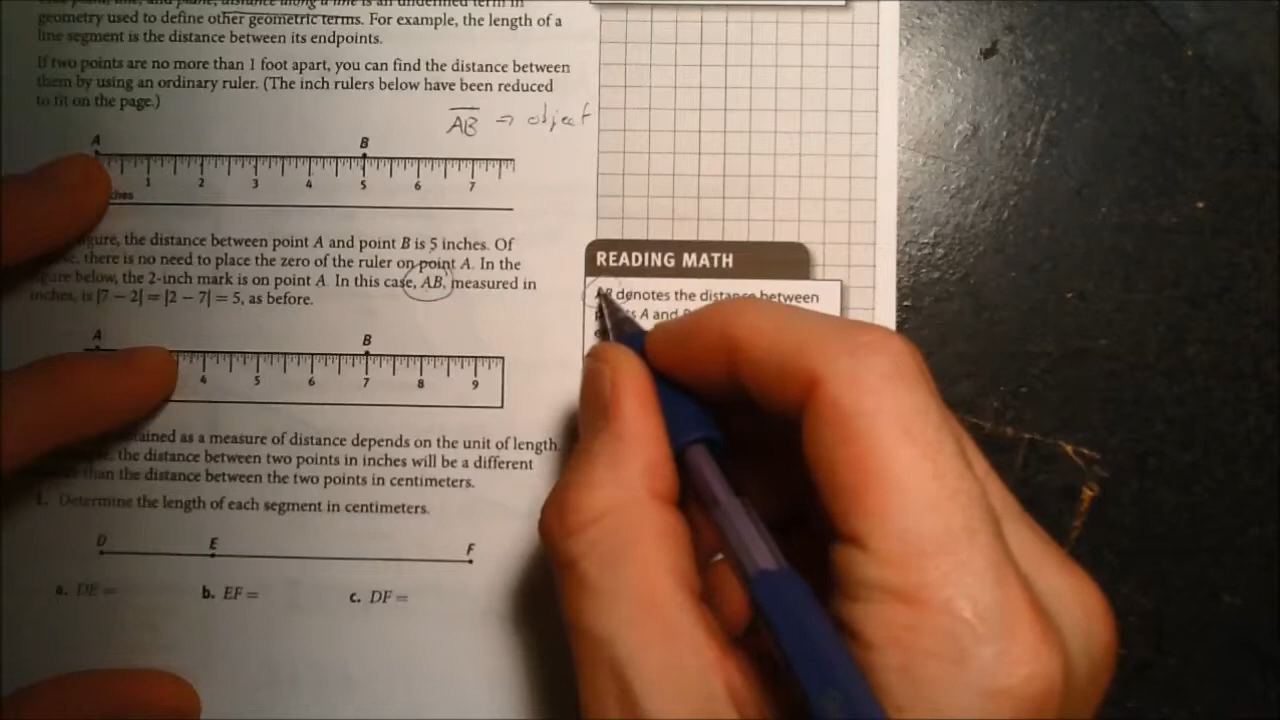 geometry used to define other geometric terms. For example, the length of a
line segment is the distance between its endpoints.
If two points are no more than 1 foot apart, you can find the distance between
them by using an ordinary ruler. (The inch rulers below have been reduced
to fit on the page.)
AB ⇒ object
A B
1 2 3 4 5 6 7
the distance between point A and point B is 5 inches. Of
there is no need to place the zero of the ruler on point A. In the
below, the 2-inch mark is on point A. In this case, AB, measured in
inches, is |7 − 2| = |2 − 7| = 5, as before.
A B
4 5 6 7 8 9
as a measure of distance depends on the unit of length.
the distance between two points in inches will be a different
than the distance between the two points in centimeters.
1. Determine the length of each segment in centimeters.
D E F
a. DE = b. EF = c. DF =
READING MATH
AB denotes the distance between
A and